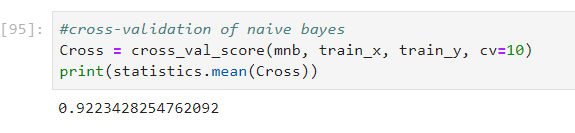 [95]: #cross-validation of naive bayes
Cross = cross_val_score(mnb, train_x, train_y, cv=10)
print(statistics.mean(Cross))
0.9223428254762092